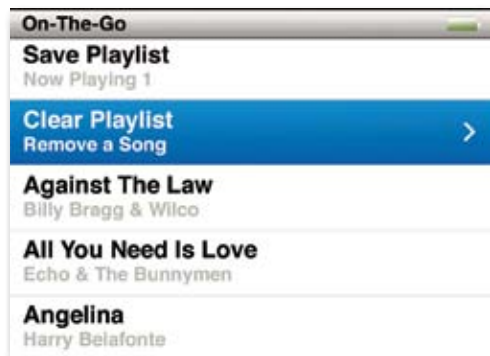 On-The-Go
Save Playlist
Now Playing 1
Clear Playlist
Remove a Song
Against The Law
Billy Bragg & Wilco
All You Need Is Love
Echo & The Bunnymen
Angelina
Harry Belafonte